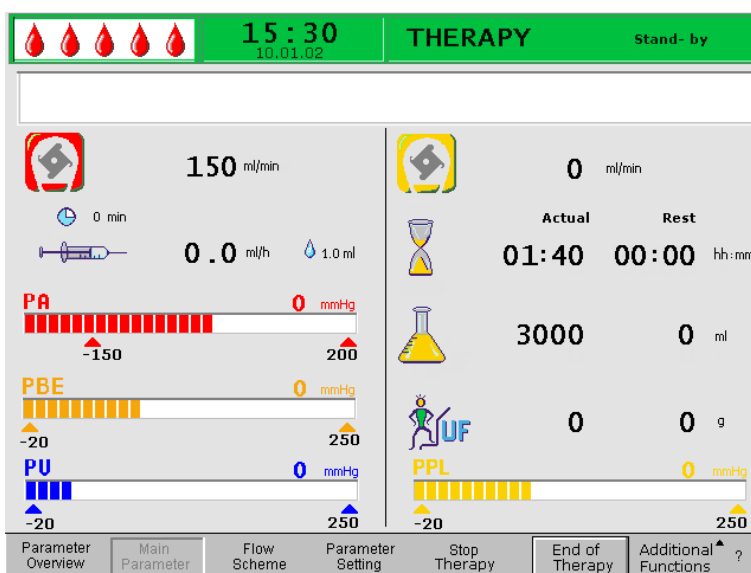 15:30
10.01.02
THERAPY
Stand- by
150 ml/min
0 min
0.0 ml/h 1.0 ml
PA 0 mmHg
-150 200
PBE 0 mmHg
-20 250
PV 0 mmHg
-20 250
0 ml/min
Actual Rest
01:40 00:00 hh:mm
3000 0 ml
UF 0 0 g
PPL 0 mmHg
-20 250
Parameter Overview
Main Parameter
Flow Scheme
Parameter Setting
Stop Therapy
End of Therapy
Additional Functions
?